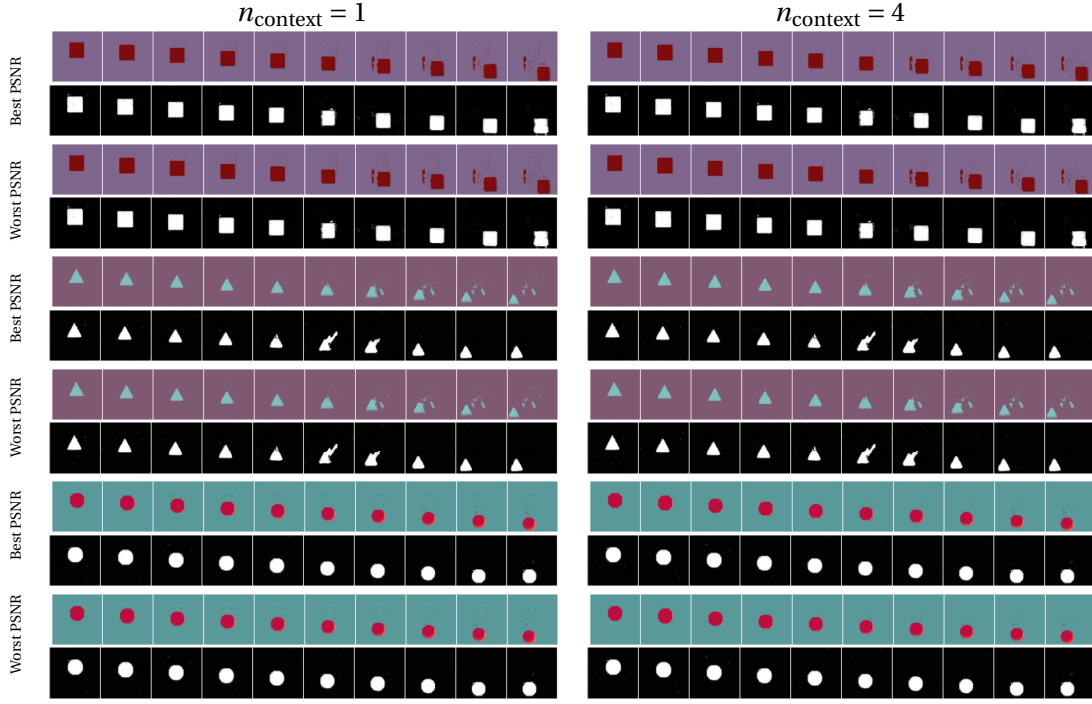 n_context = 1
n_context = 4
Best PSNR
Worst PSNR
Best PSNR
Worst PSNR
Best PSNR
Worst PSNR